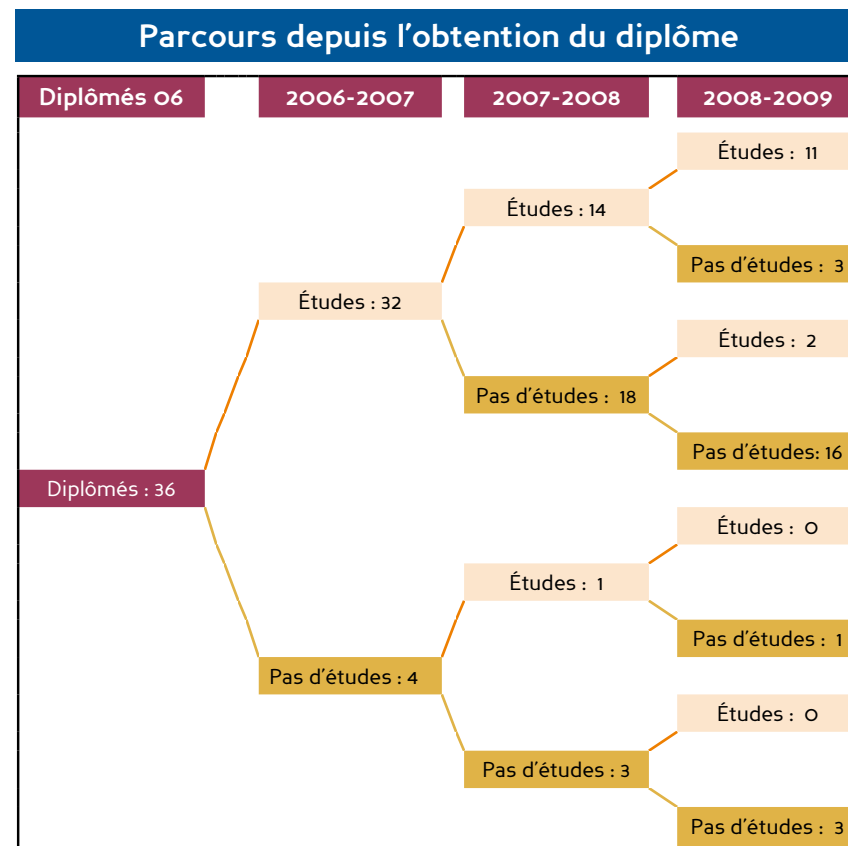 Parcours depuis l'obtention du diplôme
Diplômés 06 2006-2007 2007-2008 2008-2009
Études : 11
Études : 14
Pas d'études : 3
Études : 32
Études : 2
Pas d'études : 18
Pas d'études: 16
Diplômés : 36
Études : 0
Études : 1
Pas d'études : 1
Pas d'études : 4
Études : 0
Pas d'études : 3
Pas d'études : 3